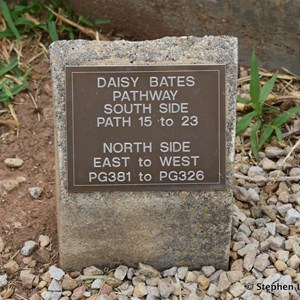 DAISY BATES
PATHWAY
SOUTH SIDE
PATH 15 to 23
NORTH SIDE
EAST to WEST
PG381 to PG326
© Stephen L